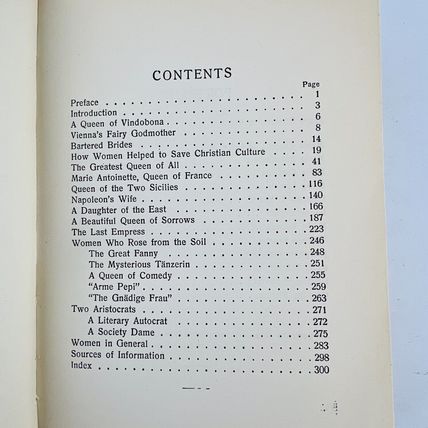 CONTENTS
Page
Preface . . . . . . . . . . . . . . . . . . . . 1
Introduction . . . . . . . . . . . . . . . . . . 3
A Queen of Vindobona . . . . . . . . . . . . . . 6
Vienna's Fairy Godmother . . . . . . . . . . . . 8
Bartered Brides . . . . . . . . . . . . . . . . 14
How Women Helped to Save Christian Culture . . . . 19
The Greatest Queen of All . . . . . . . . . . . . 41
Marie Antoinette, Queen of France . . . . . . . . 83
Queen of the Two Sicilies . . . . . . . . . . . . 116
Napoleon's Wife . . . . . . . . . . . . . . . . 140
A Daughter of the East . . . . . . . . . . . . . 166
A Beautiful Queen of Sorrows . . . . . . . . . . 187
The Last Empress . . . . . . . . . . . . . . . . 223
Women Who Rose from the Soil . . . . . . . . . . 246
The Great Fanny . . . . . . . . . . . . . . . . 248
The Mysterious Tänzerin . . . . . . . . . . . . 251
A Queen of Comedy . . . . . . . . . . . . . . . 255
"Arme Pepi" . . . . . . . . . . . . . . . . . . 259
"The Gnädige Frau" . . . . . . . . . . . . . . . 263
Two Aristocrats . . . . . . . . . . . . . . . . 271
A Literary Autocrat . . . . . . . . . . . . . . 272
A Society Dame . . . . . . . . . . . . . . . . . 275
Women in General . . . . . . . . . . . . . . . . 283
Sources of Information . . . . . . . . . . . . . 298
Index . . . . . . . . . . . . . . . . . . . . . 300